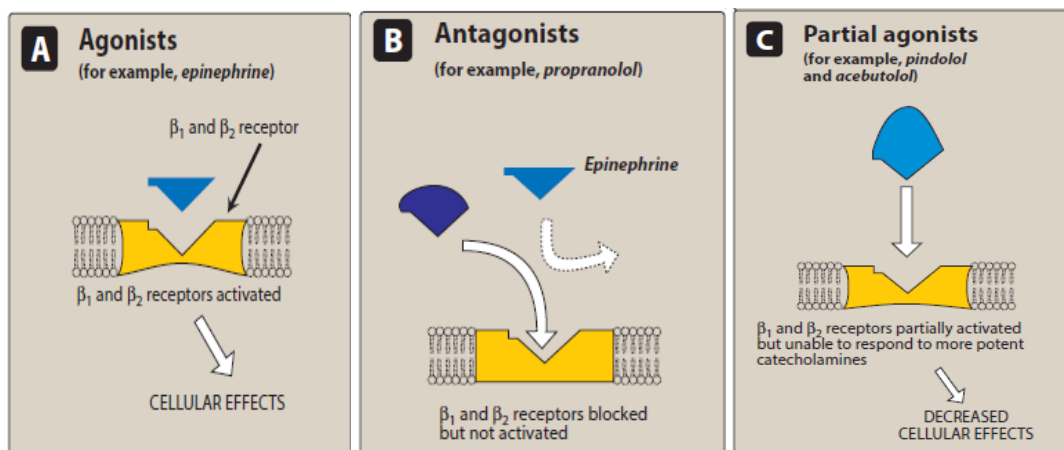 A
Agonists
(for example, epinephrine)
β₁ and β₂ receptor
β₁ and β₂ receptors activated
CELLULAR EFFECTS
B
Antagonists
(for example, propranolol)
Epinephrine
β₁ and β₂ receptors blocked
but not activated
C
Partial agonists
(for example, pindolol
and acebutolol)
β₁ and β₂ receptors partially activated
but unable to respond to more potent
catecholamines
DECREASED
CELLULAR EFFECTS